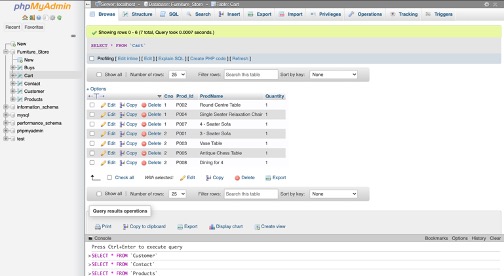 phpMyAdmin
Server: localhost » Database: Furniture_Store » Table: Cart
Recent Favorites
Browse Structure SQL Search Insert Export Import Privileges Operations Tracking Triggers
New
Furniture_Store
New
Buys
Cart
Contact
Customer
Products
information_schema
mysql
performance_schema
phpmyadmin
test
Showing rows 0 - 6 (7 total, Query took 0.0007 seconds.)
SELECT * FROM `Cart`
Profiling [ Edit inline ] [ Edit ] [ Explain SQL ] [ Create PHP code ] [ Refresh ]
Show all Number of rows: 25 Filter rows: Search this table Sort by key: None
+ Options
Cno Prod_Id ProdName Quantity
Edit Copy Delete 1 P002 Round Centre Table 1
Edit Copy Delete 1 P004 Single Seater Relaxation Chair 1
Edit Copy Delete 1 P007 4 - Seater Sofa 1
Edit Copy Delete 2 P001 3 - Seater Sofa 1
Edit Copy Delete 2 P003 Vase Table 1
Edit Copy Delete 2 P005 Antique Chess Table 1
Edit Copy Delete 2 P008 Dining for 4 1
Check all With selected: Edit Copy Delete Export
Show all Number of rows: 25 Filter rows: Search this table Sort by key: None
Query results operations
Print Copy to clipboard Export Display chart Create view
Console Bookmarks Options History Clear
Press Ctrl+Enter to execute query
>SELECT * FROM `Customer`
>SELECT * FROM `Contact`
>SELECT * FROM `Products`